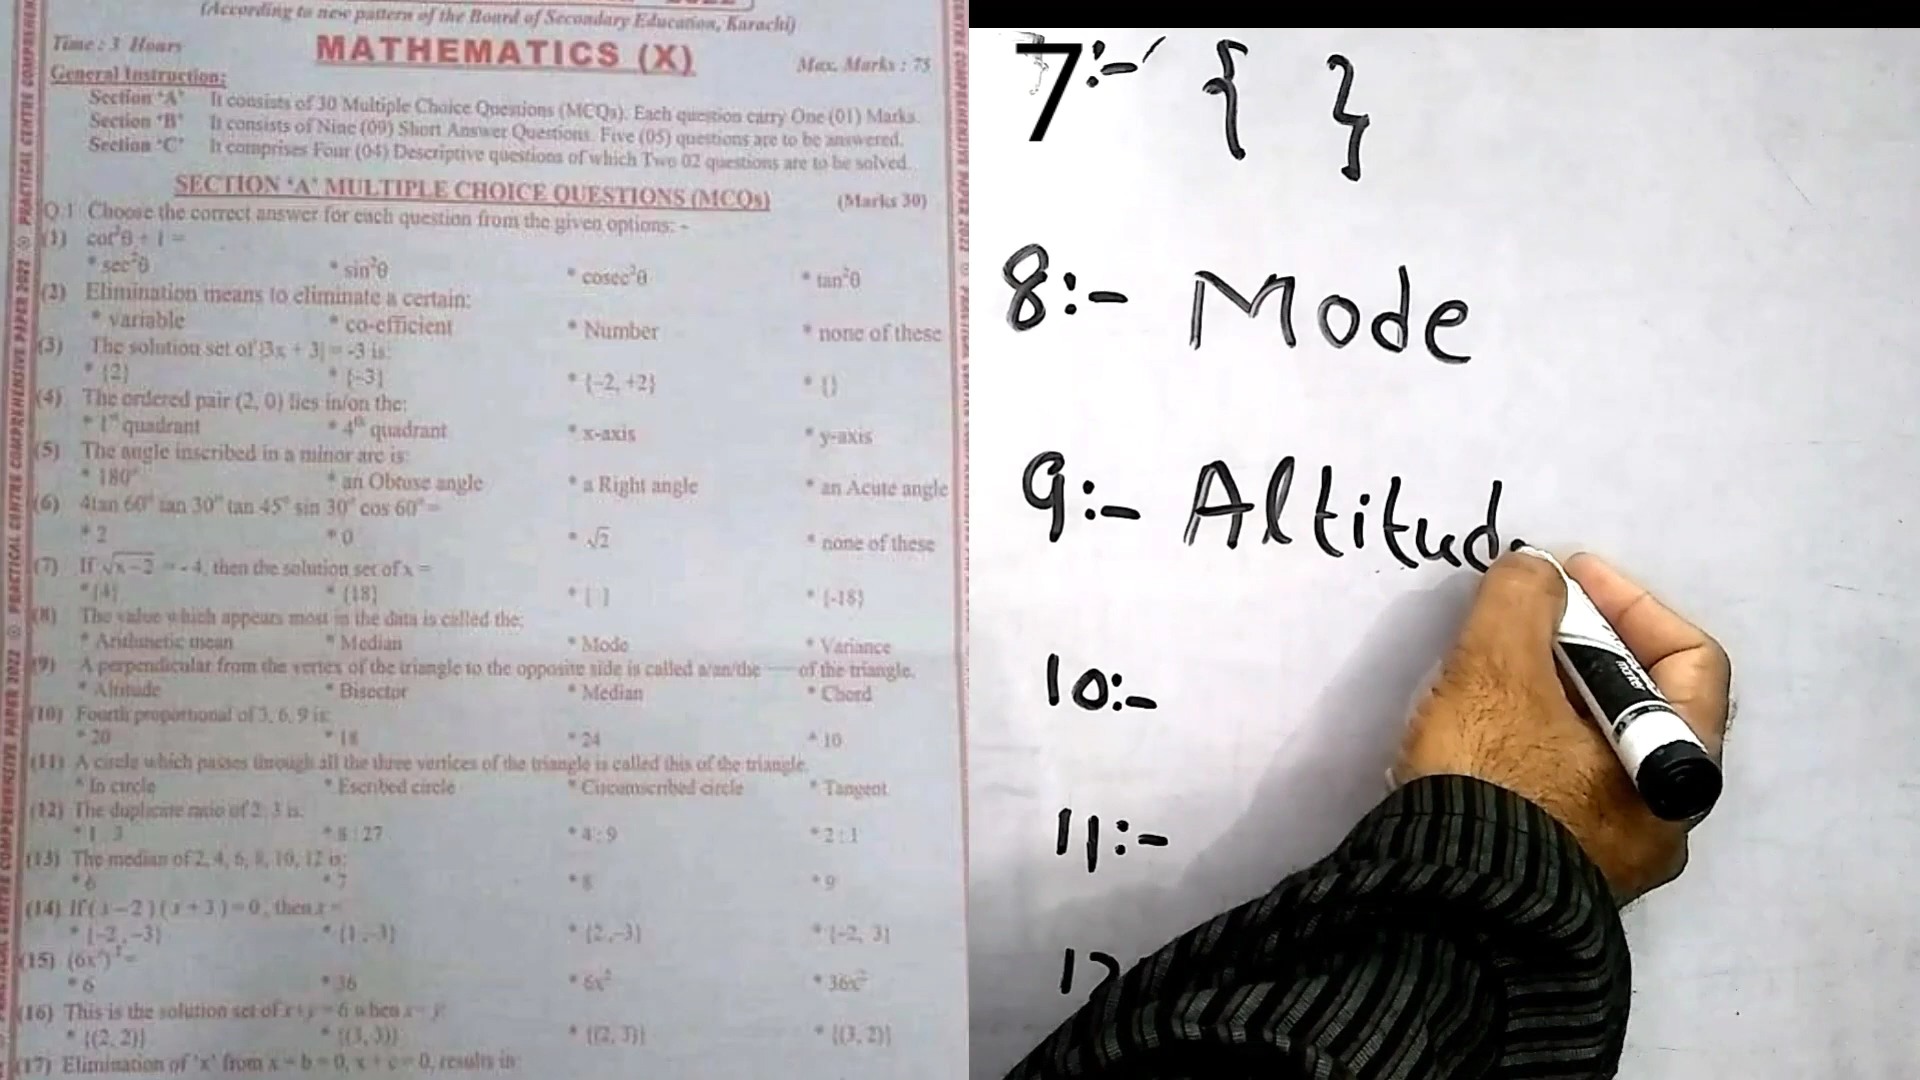 (According to new pattern of the Board of Secondary Education, Karachi)
Time : 3 Hours
MATHEMATICS (X)
Max. Marks : 75
General Instruction:
Section 'A' It consists of 30 Multiple Choice Questions (MCQs). Each question carry One (01) Marks.
Section 'B' It consists of Nine (09) Short Answer Questions. Five (05) questions are to be answered.
Section 'C' It comprises Four (04) Descriptive questions of which Two 02 questions are to be solved.
SECTION 'A' MULTIPLE CHOICE QUESTIONS (MCQs) (Marks 30)
Q.1 Choose the correct answer for each question from the given options: -
(1) cot²θ + 1 =
* sec²θ * sin²θ * cosec²θ * tan²θ
(2) Elimination means to eliminate a certain:
* variable * co-efficient * Number * none of these
(3) The solution set of |3x + 3| = -3 is:
* {2} * {-3} * {-2, +2} * {}
(4) The ordered pair (2, 0) lies in/on the:
* 1st quadrant * 4th quadrant * x-axis * y-axis
(5) The angle inscribed in a minor arc is:
* 180° * an Obtuse angle * a Right angle * an Acute angle
(6) 4tan 60° tan 30° tan 45° sin 30° cos 60° =
* 2 * 0 * √2 * none of these
(7) If √x-2 = -4, then the solution set of x =
* {4} * {18} * { } * {-18}
(8) The value which appears most in the data is called the:
* Arithmetic mean * Median * Mode * Variance
(9) A perpendicular from the vertex of the triangle to the opposite side is called a/an/the —— of the triangle.
* Altitude * Bisector * Median * Chord
(10) Fourth proportional of 3, 6, 9 is:
* 20 * 18 * 24 * 10
(11) A circle which passes through all the three vertices of the triangle is called this of the triangle.
* In circle * Escribed circle * Circumscribed circle * Tangent
(12) The duplicate ratio of 2: 3 is.
* 1 : 3 * 8 : 27 * 4 : 9 * 2 : 1
(13) The median of 2, 4, 6, 8, 10, 12 is:
* 6 * 7 * 8 * 9
(14) If (x – 2) (x + 3) = 0, then x =
* {-2, -3} * {1, -3} * {2, -3} * {-2, 3}
(15)
* 6 * 36 * 6x² * 36x²
(16) This is the solution set of x+y = 6 when x = y:
* {(2, 2)} * {(3, 3)} * {(2, 3)} * {(3, 2)}
(17) Elimination of 'x' from x – b = 0, x + c = 0, results in:
PRACTICAL CENTRE COMPREHENSIVE PAPER 2022
7:- { }
8:- Mode
9:- Altitud
10:-
11:-
12